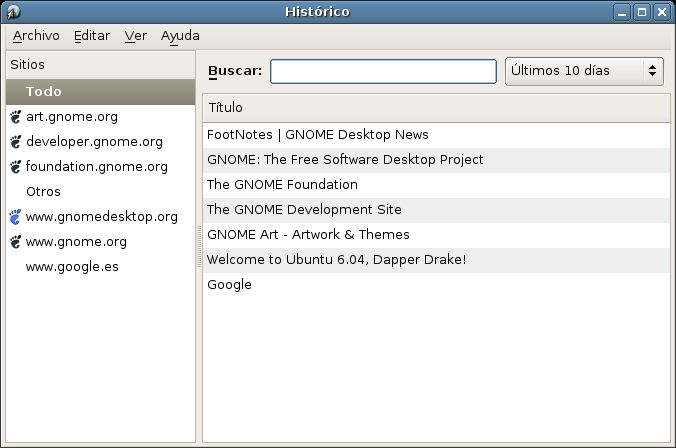 Histórico
Archivo Editar Ver Ayuda
Sitios
Todo
art.gnome.org
developer.gnome.org
foundation.gnome.org
Otros
www.gnomedesktop.org
www.gnome.org
www.google.es
Buscar: Últimos 10 días
Título
FootNotes | GNOME Desktop News
GNOME: The Free Software Desktop Project
The GNOME Foundation
The GNOME Development Site
GNOME Art - Artwork & Themes
Welcome to Ubuntu 6.04, Dapper Drake!
Google